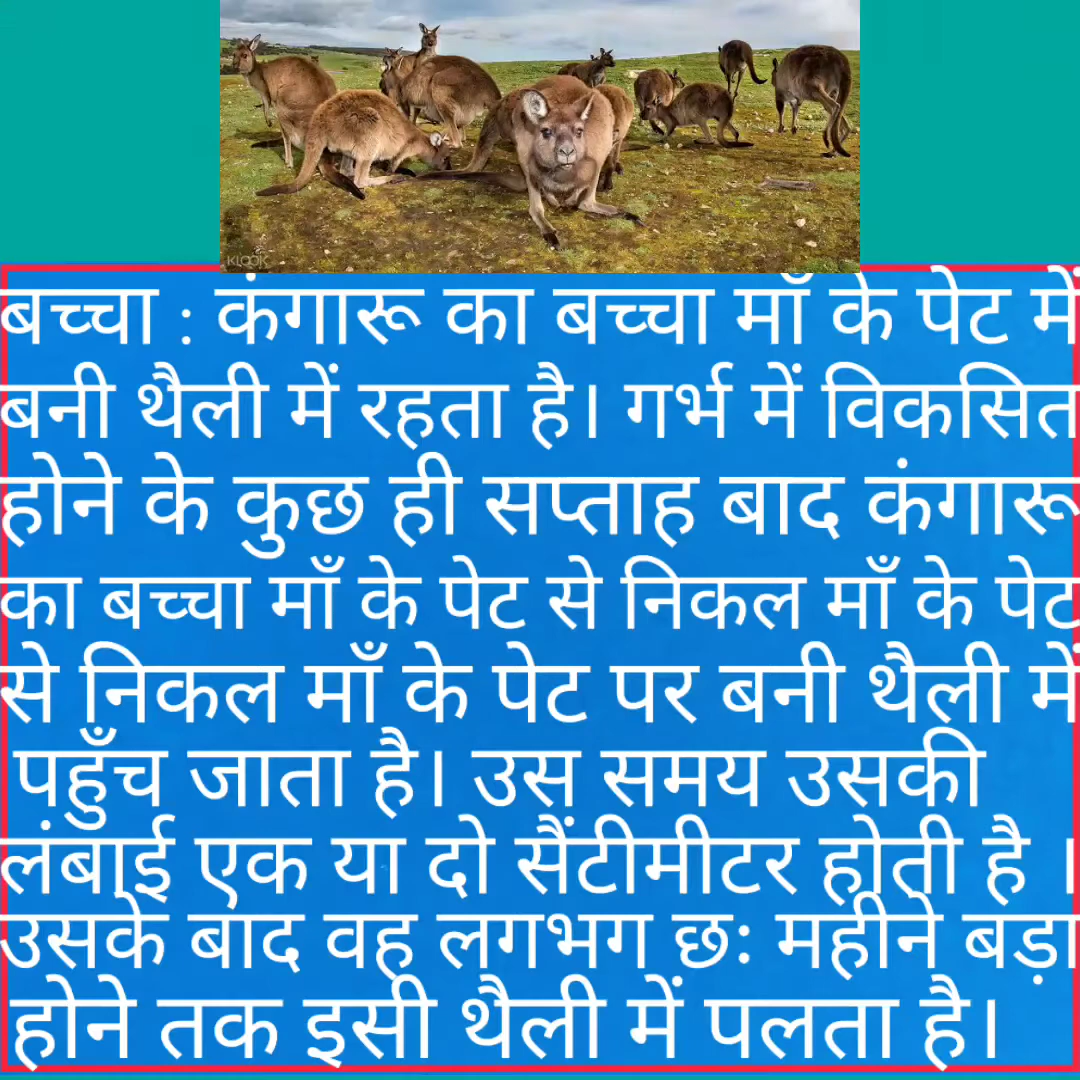 KLOOK
बच्चा : कंगारू का बच्चा माँ के पेट में
बनी थैली में रहता है। गर्भ में विकसित
होने के कुछ ही सप्ताह बाद कंगारू
का बच्चा माँ के पेट से निकल माँ के पेट
से निकल माँ के पेट पर बनी थैली में
पहुँच जाता है। उस समय उसकी
लंबाई एक या दो सैंटीमीटर होती है ।
उसके बाद वह लगभग छः महीने बड़ा
होने तक इसी थैली में पलता है।